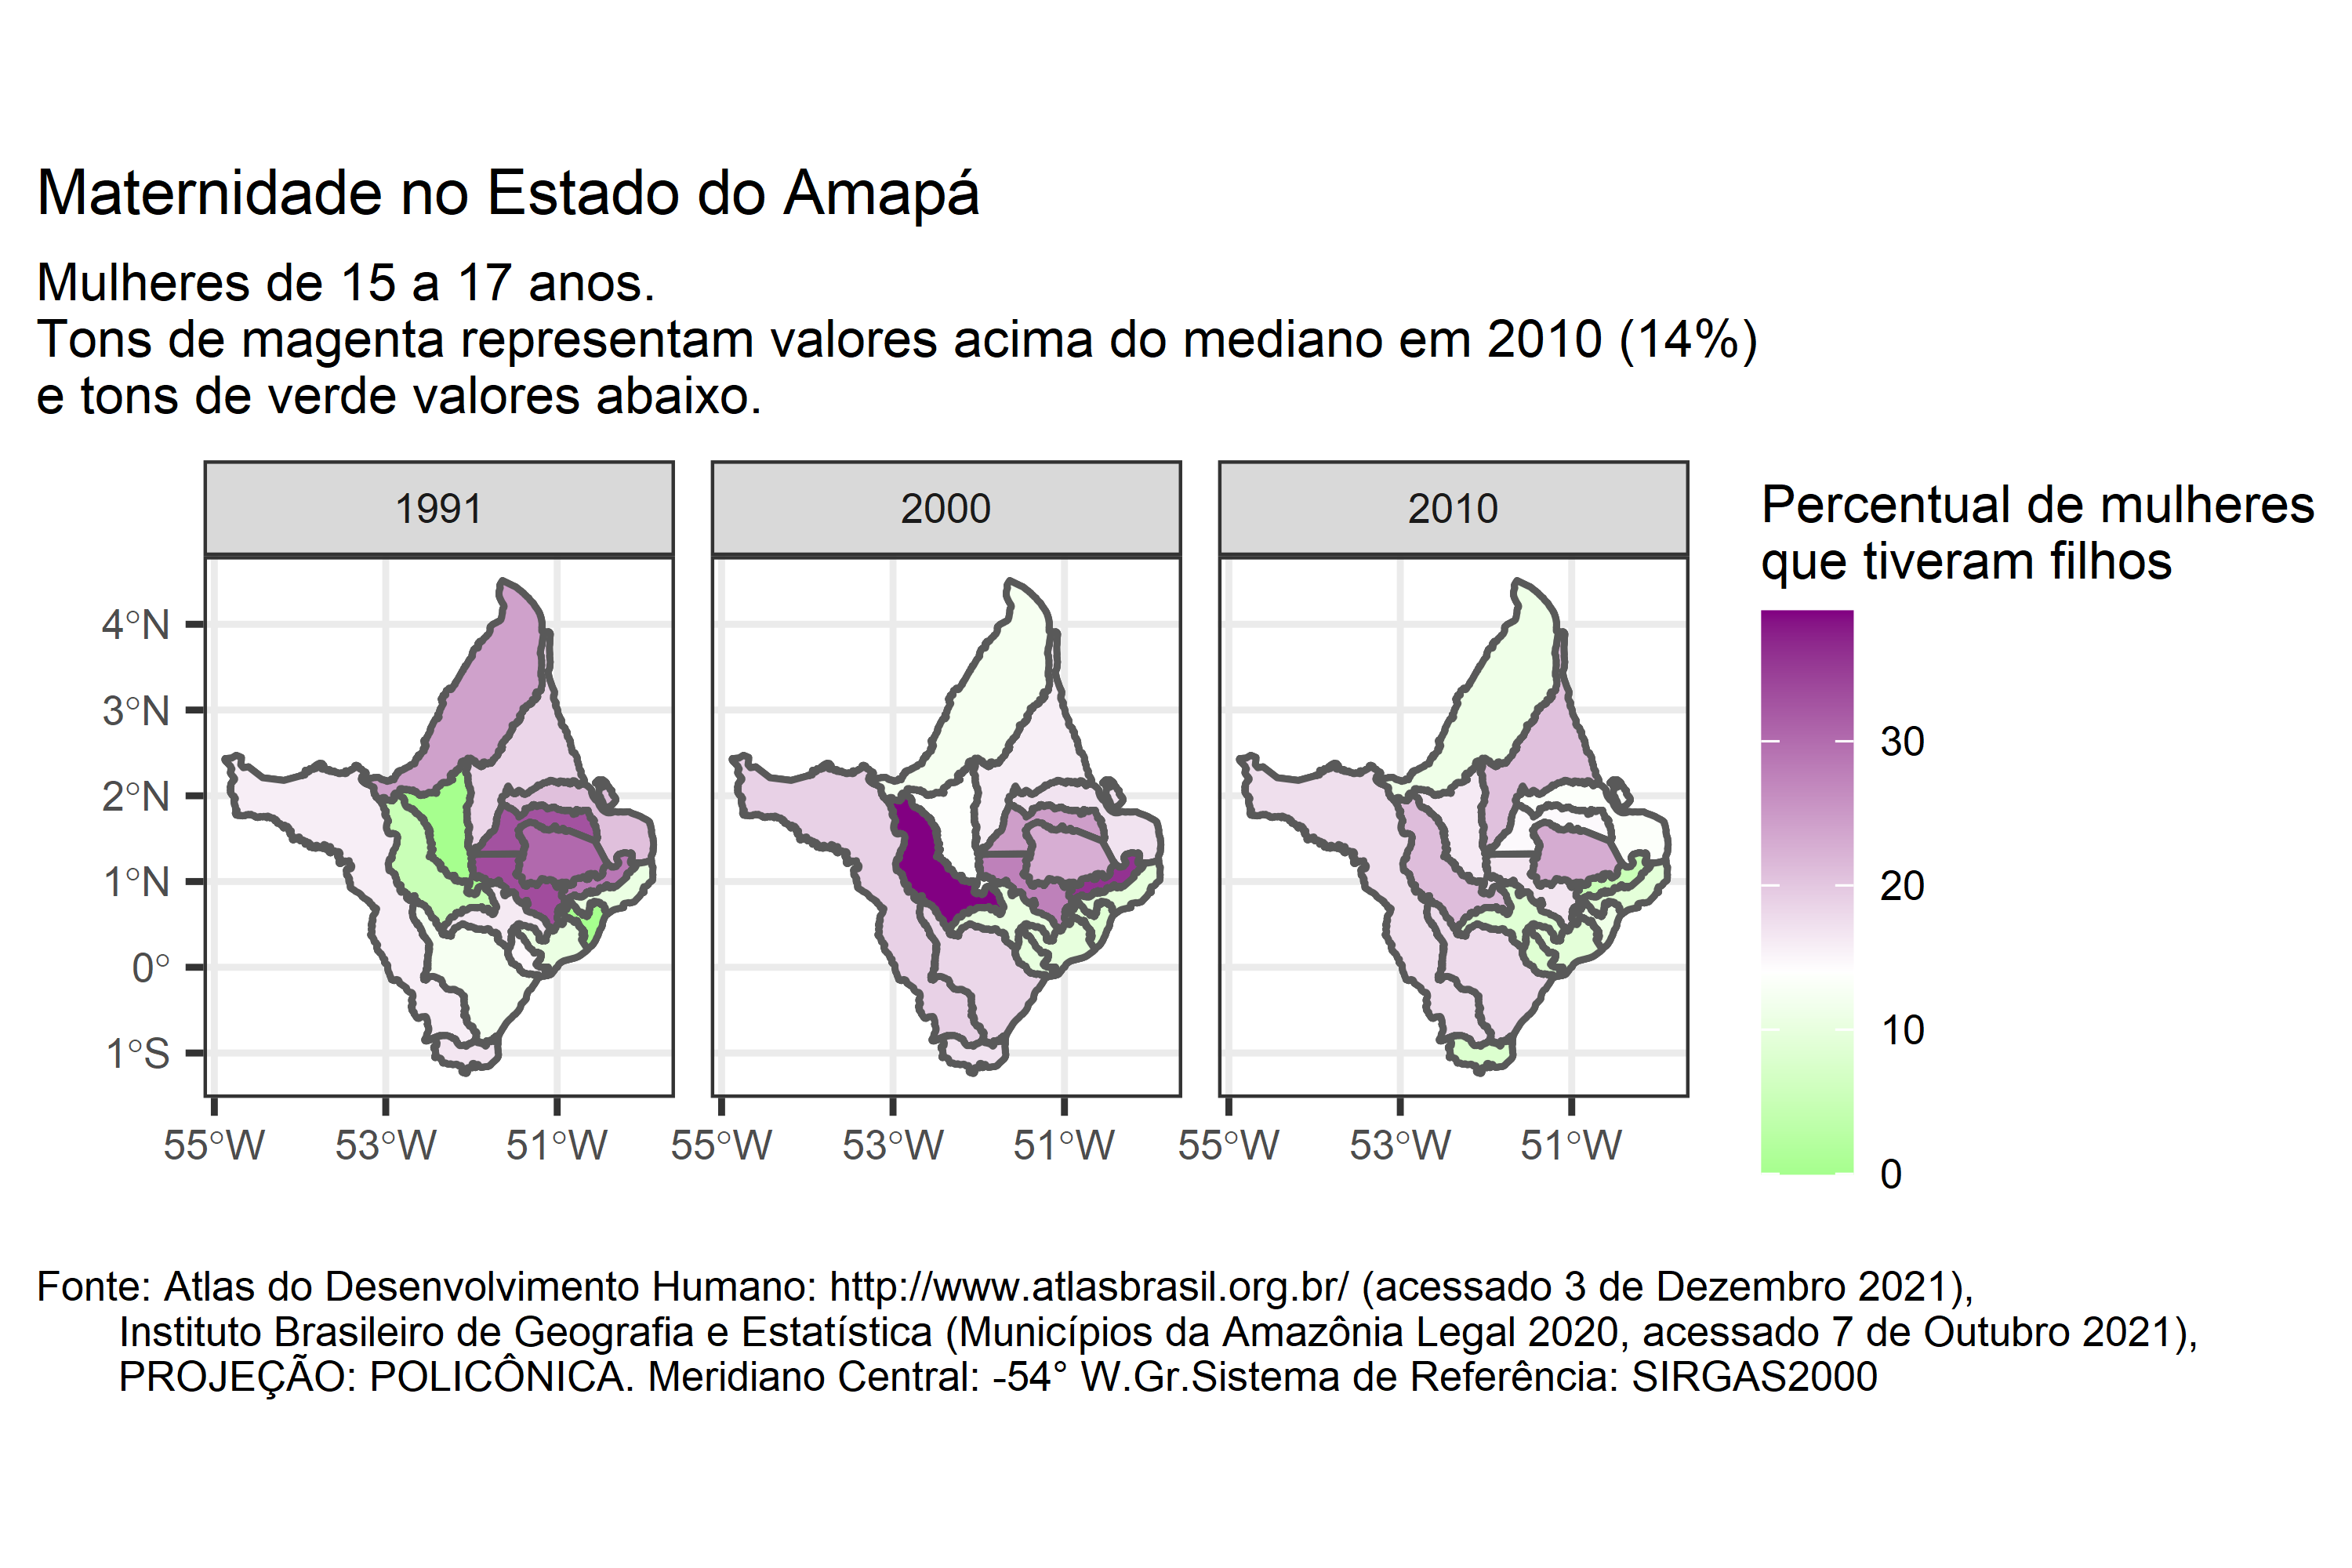 Maternidade no Estado do Amapá
Mulheres de 15 a 17 anos.
Tons de magenta representam valores acima do mediano em 2010 (14%)
e tons de verde valores abaixo.
1991
2000
2010
4°N
3°N
2°N
1°N
0°
1°S
55°W
53°W
51°W
55°W
53°W
51°W
55°W
53°W
51°W
Percentual de mulheres
que tiveram filhos
30
20
10
0
Fonte: Atlas do Desenvolvimento Humano: http://www.atlasbrasil.org.br/ (acessado 3 de Dezembro 2021),
Instituto Brasileiro de Geografia e Estatística (Municípios da Amazônia Legal 2020, acessado 7 de Outubro 2021),
PROJEÇÃO: POLICÔNICA. Meridiano Central: -54° W.Gr.Sistema de Referência: SIRGAS2000